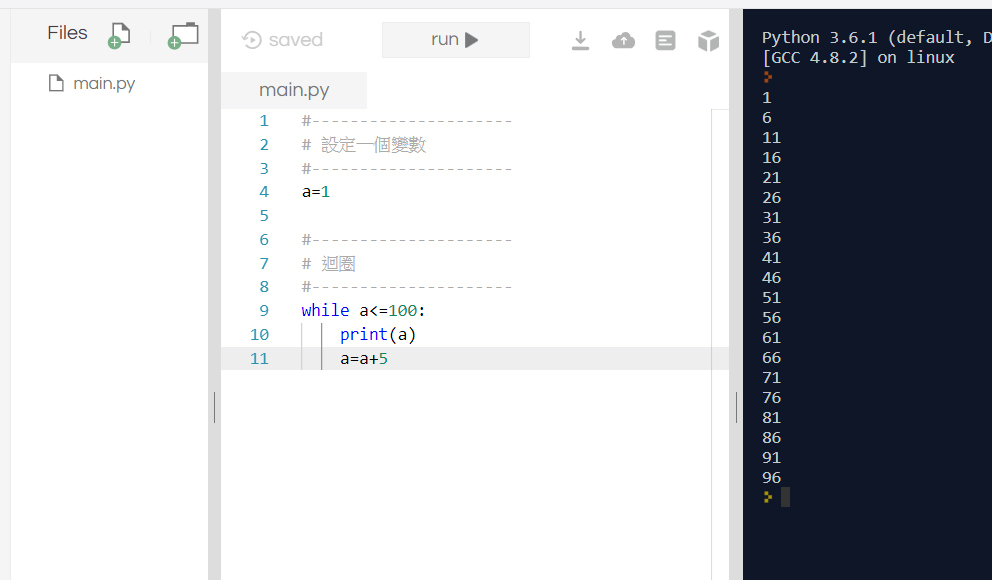 Files
main.py
saved
run
main.py
1 #---------------------
2 # 設定一個變數
3 #---------------------
4 a=1
5
6 #---------------------
7 # 迴圈
8 #---------------------
9 while a<=100:
10 print(a)
11 a=a+5
Python 3.6.1 (default, D
[GCC 4.8.2] on linux
1
6
11
16
21
26
31
36
41
46
51
56
61
66
71
76
81
86
91
96